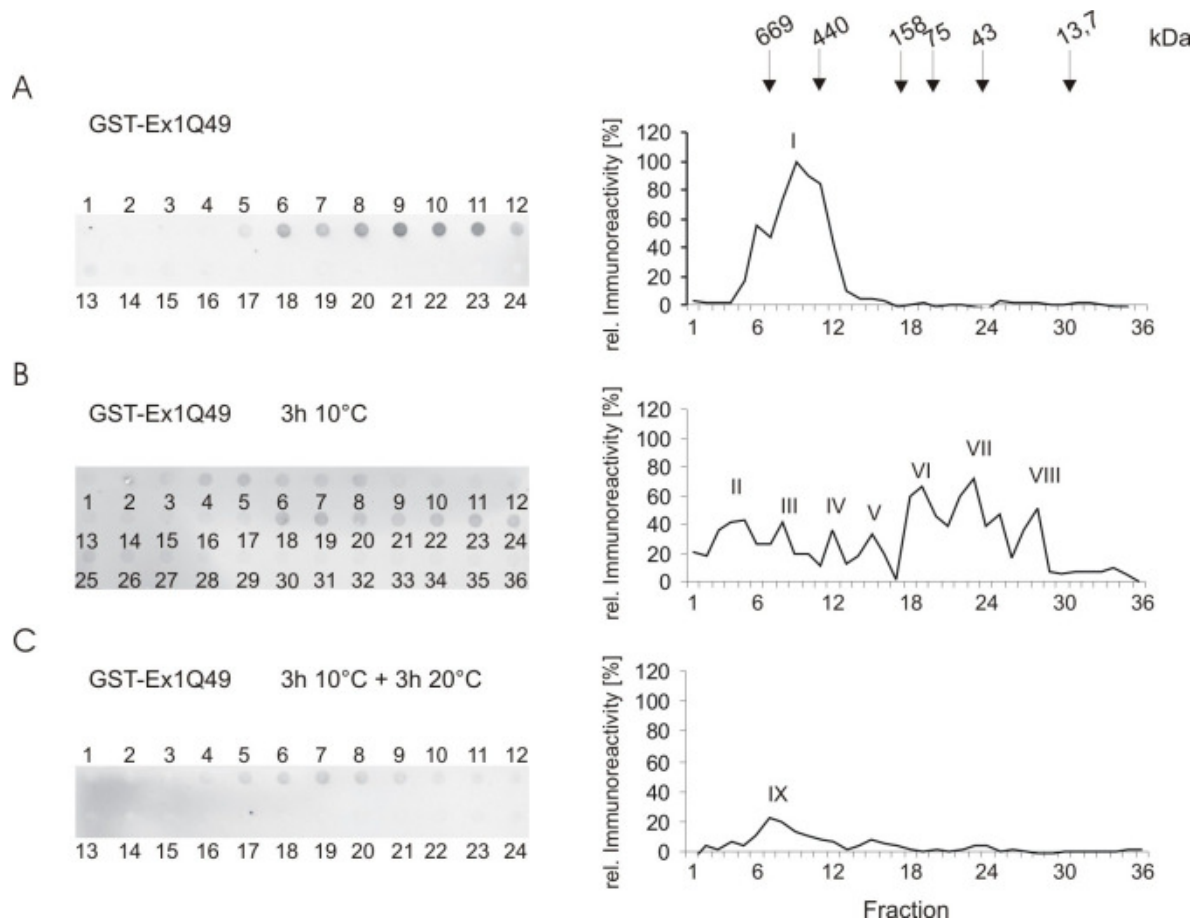 669 440 158 75 43 13,7 kDa
A
GST-Ex1Q49
1 2 3 4 5 6 7 8 9 10 11 12
13 14 15 16 17 18 19 20 21 22 23 24
rel. Immunoreactivity [%]
120
100
80
60
40
20
0
I
1 6 12 18 24 30 36
B
GST-Ex1Q49 3h 10°C
1 2 3 4 5 6 7 8 9 10 11 12
13 14 15 16 17 18 19 20 21 22 23 24
25 26 27 28 29 30 31 32 33 34 35 36
rel. Immunoreactivity [%]
120
100
80
60
40
20
0
II III IV V VI VII VIII
1 6 12 18 24 30 36
C
GST-Ex1Q49 3h 10°C + 3h 20°C
1 2 3 4 5 6 7 8 9 10 11 12
13 14 15 16 17 18 19 20 21 22 23 24
rel. Immunoreactivity [%]
120
100
80
60
40
20
0
IX
1 6 12 18 24 30 36
Fraction